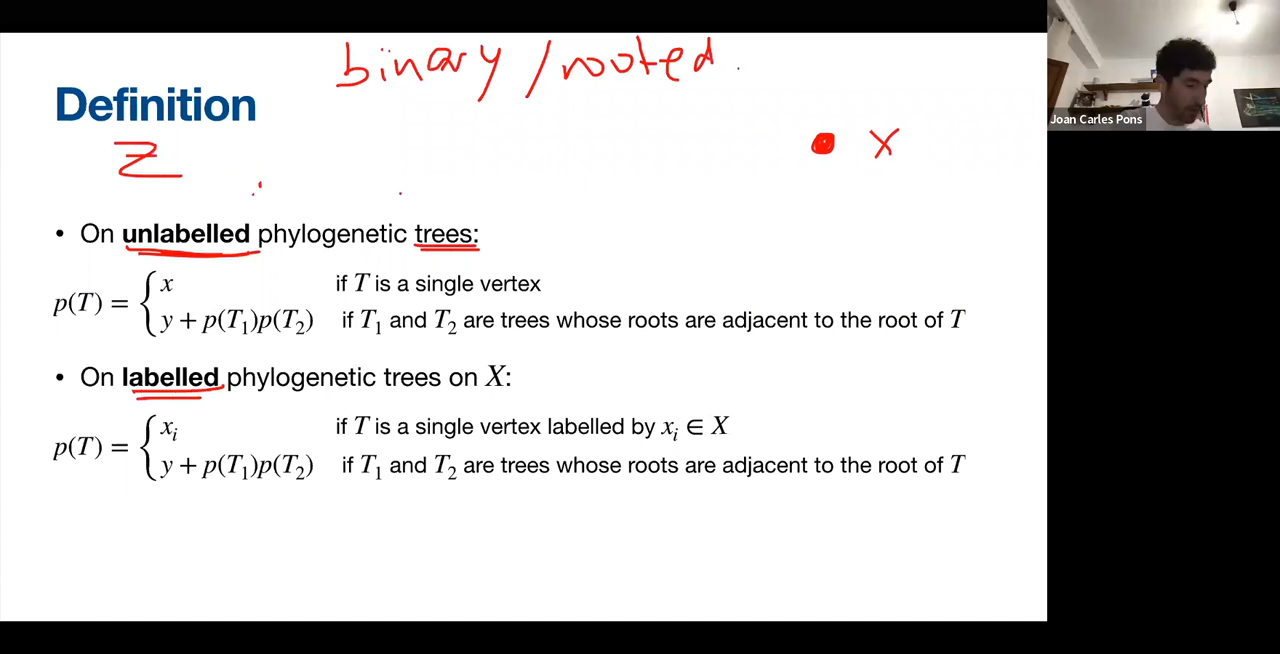 binary / rooted
Definition
Z
X
Joan Carles Pons
• On unlabelled phylogenetic trees:
p(T) = { x if T is a single vertex
y + p(T₁)p(T₂) if T₁ and T₂ are trees whose roots are adjacent to the root of T
• On labelled phylogenetic trees on X:
p(T) = { xᵢ if T is a single vertex labelled by xᵢ ∈ X
y + p(T₁)p(T₂) if T₁ and T₂ are trees whose roots are adjacent to the root of T